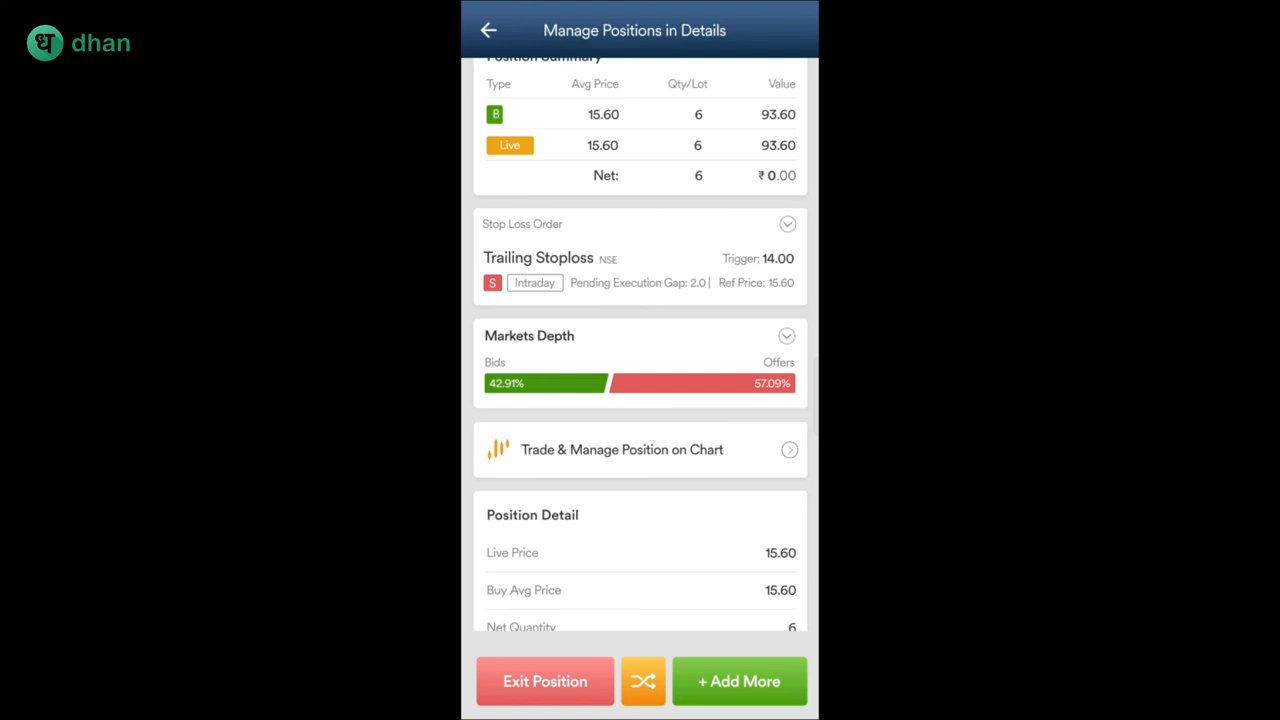 ध dhan
Manage Positions in Details
Position Summary
Type Avg Price Qty/Lot Value
B 15.60 6 93.60
Live 15.60 6 93.60
Net: 6 ₹ 0.00
Stop Loss Order
Trailing Stoploss NSE Trigger: 14.00
S Intraday Pending Execution Gap: 2.0 | Ref Price: 15.60
Markets Depth
Bids Offers
42.91% 57.09%
Trade & Manage Position on Chart
Position Detail
Live Price 15.60
Buy Avg Price 15.60
Net Quantity 6
Exit Position + Add More